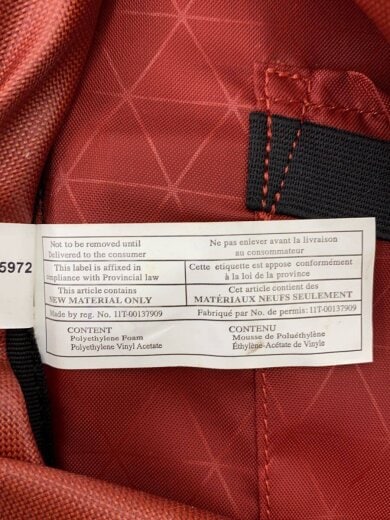 5972
Not to be removed until
Delivered to the consumer
Ne pas enlever avant la livraison
au consommateur
This label is affixed in
compliance with Provincial law
Cette etiquette est appose conformément
à la loi de la province
This article contains
NEW MATERIAL ONLY
Cet article contient des
MATÉRIAUX NEUFS SEULEMENT
Made by reg. No. 11T-00137909
Fabriqué par No. de permis: 11T-00137909
CONTENT
Polyethylene Foam
Polyethylene Vinyl Acetate
CONTENU
Mousse de Poluéthylène
Éthylène-Acétate de Vinyle